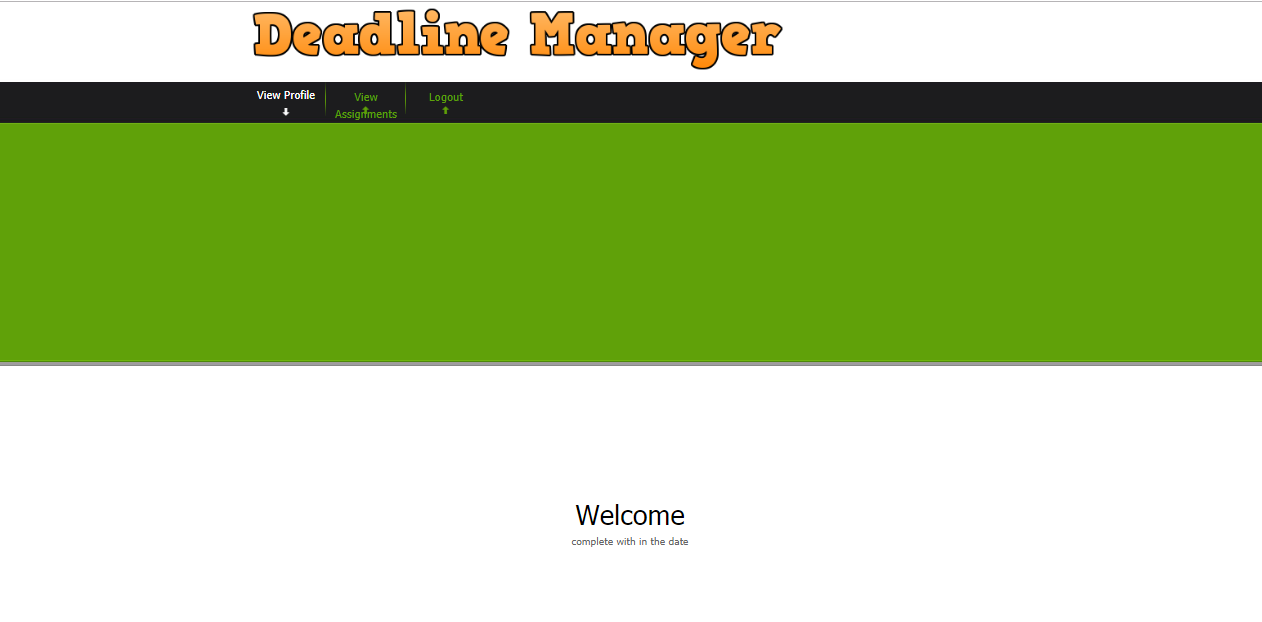 Deadline Manager
View Profile
View
Assignments
Logout
Welcome
complete with in the date